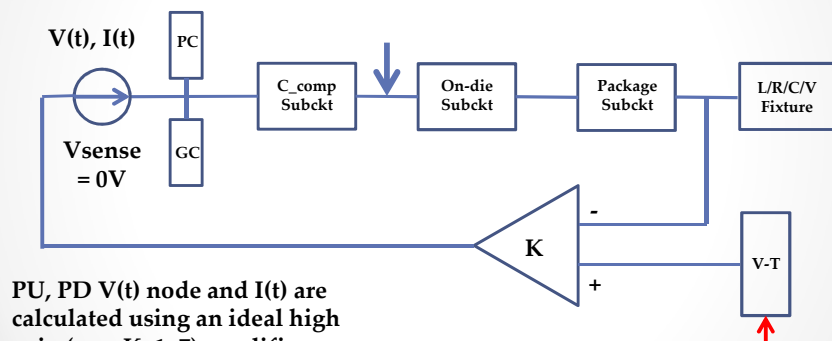 V(t), I(t)
PC
C_comp
Subckt
On-die
Subckt
Package
Subckt
L/R/C/V
Fixture
Vsense
= 0V
GC
-
K
+
V-T
PU, PD V(t) node and I(t) are
calculated using an ideal high